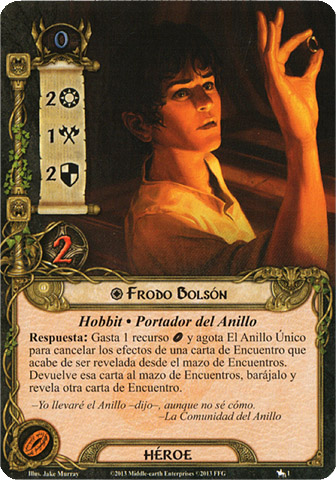 0
2
1
2
2
Frodo Bolsón
Hobbit • Portador del Anillo
Respuesta: Gasta 1 recurso y agota El Anillo Único
para cancelar los efectos de una carta de Encuentro que
acabe de ser revelada desde el mazo de Encuentros.
Devuelve esa carta al mazo de Encuentros, barájalo y
revela otra carta de Encuentro.
–Yo llevaré el Anillo –dijo–, aunque no sé cómo.
–La Comunidad del Anillo
HÉROE
Illus. Jake Murray ©2013 Middle-earth Enterprises ©2013 FFG 1